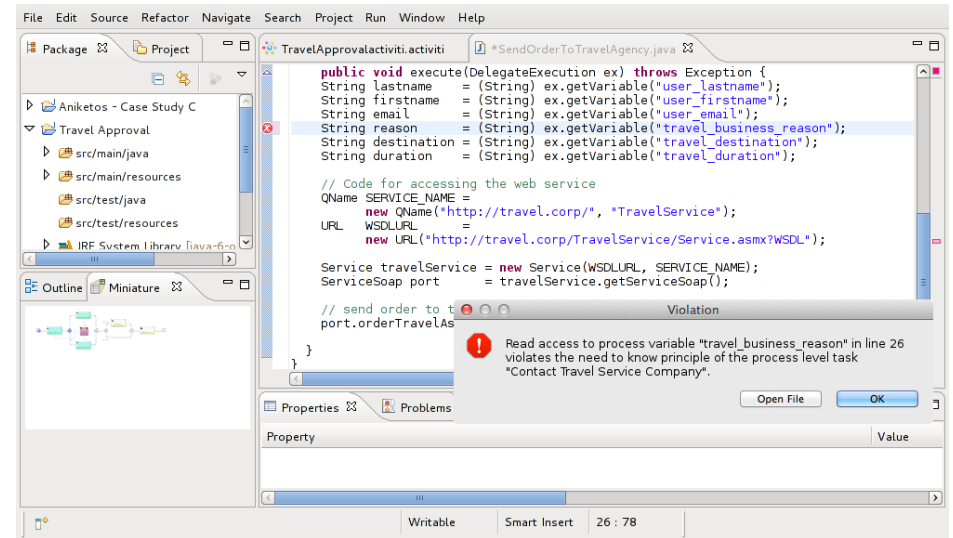 File Edit Source Refactor Navigate Search Project Run Window Help
Package Project
Aniketos - Case Study C
Travel Approval
src/main/java
src/main/resources
src/test/java
src/test/resources
JRE System Library [java-6-o
Outline Miniature
TravelApprovalactiviti.activiti *SendOrderToTravelAgency.java
public void execute(DelegateExecution ex) throws Exception {
String lastname = (String) ex.getVariable("user_lastname");
String firstname = (String) ex.getVariable("user_firstname");
String email = (String) ex.getVariable("user_email");
String reason = (String) ex.getVariable("travel_business_reason");
String destination = (String) ex.getVariable("travel_destination");
String duration = (String) ex.getVariable("travel_duration");
// Code for accessing the web service
QName SERVICE_NAME =
new QName("http://travel.corp/", "TravelService");
URL WSDLURL =
new URL("http://travel.corp/TravelService/Service.asmx?WSDL");
Service travelService = new Service(WSDLURL, SERVICE_NAME);
ServiceSoap port = travelService.getServiceSoap();
// send order to t
port.orderTravelAs
}
}
Violation
Read access to process variable "travel_business_reason" in line 26
violates the need to know principle of the process level task
"Contact Travel Service Company".
Open File OK
Properties Problems
Property Value
Writable Smart Insert 26 : 78